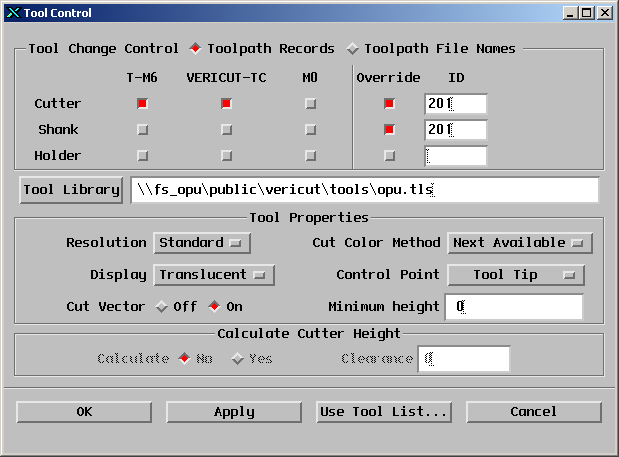 Tool Control
Tool Change Control Toolpath Records Toolpath File Names
T-M6 VERICUT-TC M0 Override ID
Cutter 201
Shank 201
Holder
Tool Library \\fs_opu\public\vericut\tools\opu.tls
Tool Properties
Resolution Standard Cut Color Method Next Available
Display Translucent Control Point Tool Tip
Cut Vector Off On Minimum height 0
Calculate Cutter Height
Calculate No Yes Clearance 0
OK Apply Use Tool List... Cancel